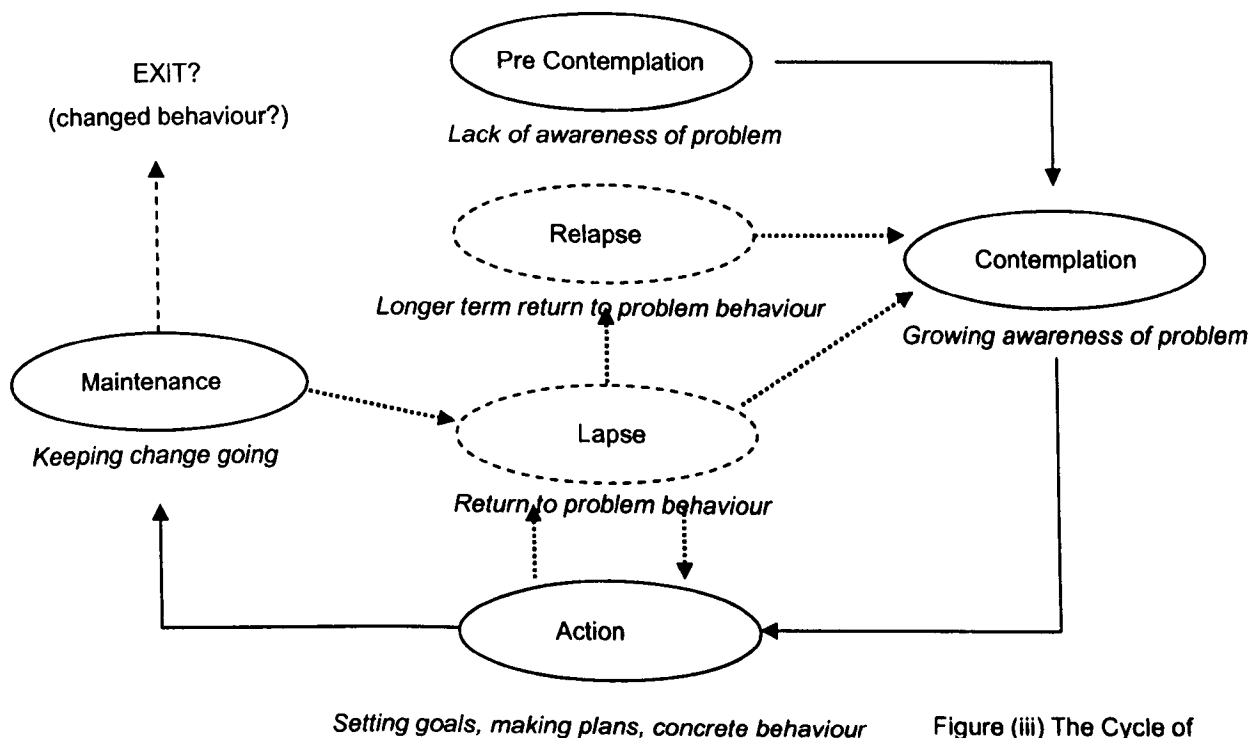 Pre Contemplation
Lack of awareness of problem
EXIT?
(changed behaviour?)
Relapse
Longer term return to problem behaviour
Contemplation
Growing awareness of problem
Maintenance
Keeping change going
Lapse
Return to problem behaviour
Action
Setting goals, making plans, concrete behaviour
Figure (iii) The Cycle of